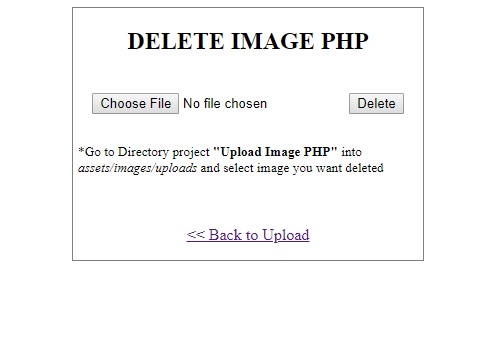 DELETE IMAGE PHP
Choose File No file chosen Delete
*Go to Directory project "Upload Image PHP" into
assets/images/uploads and select image you want deleted
<< Back to Upload